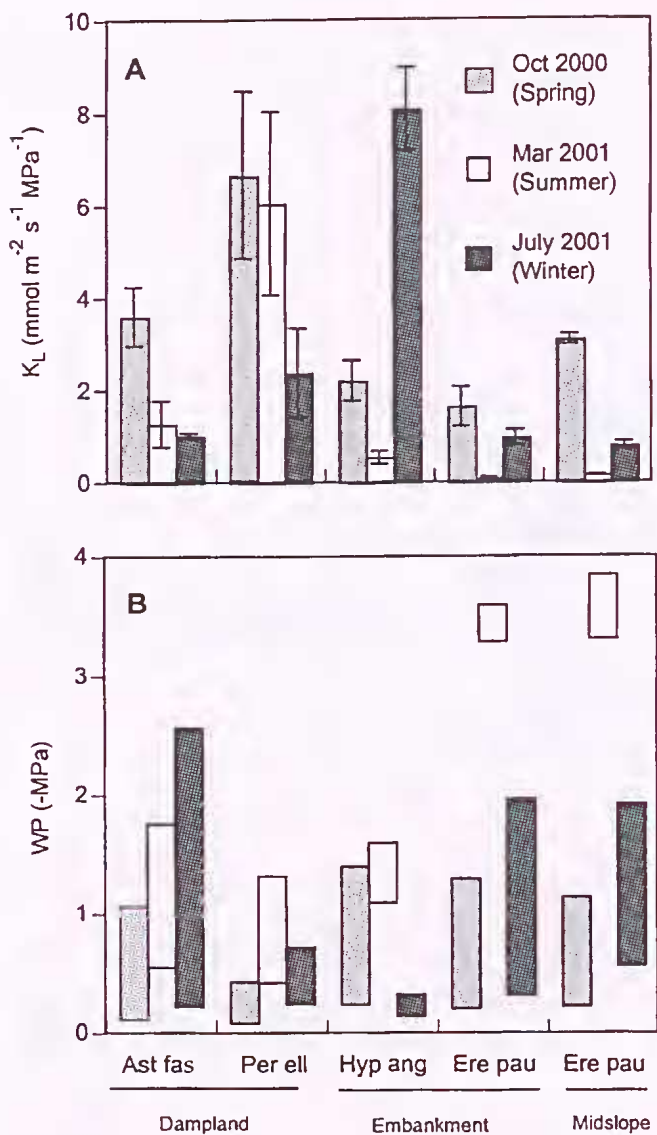 10
8
6
4
2
0
K_L (mmol m^-2 s^-1 MPa^-1)
A
Oct 2000
(Spring)
Mar 2001
(Summer)
July 2001
(Winter)
4
3
2
1
0
WP (-MPa)
B
Ast fas
Per ell
Hyp ang
Ere pau
Ere pau
Dampland
Embankment
Midslope